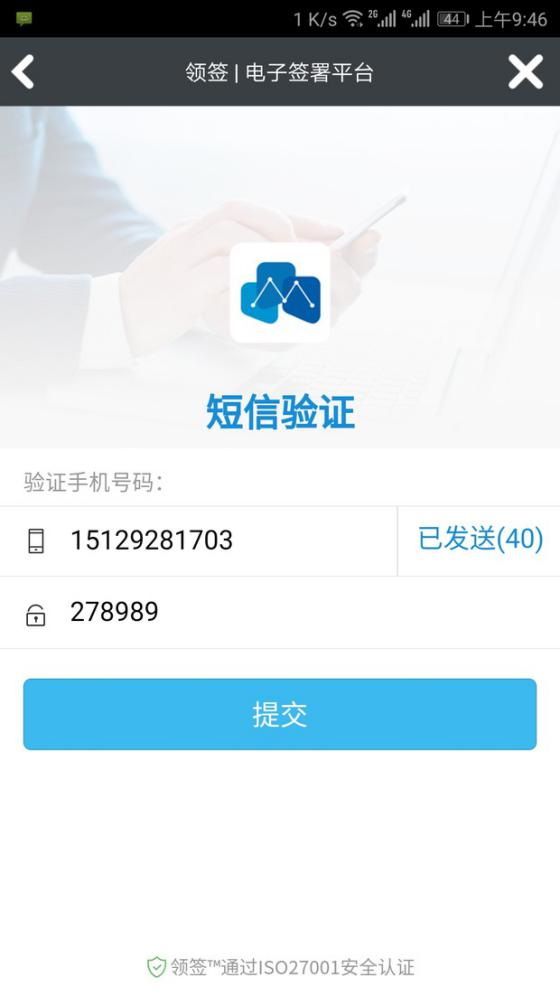 1 K/s 2G 4G 44 上午9:46
领签 | 电子签署平台
短信验证
验证手机号码：
15129281703 已发送(40)
278989
提交
领签™通过ISO27001安全认证